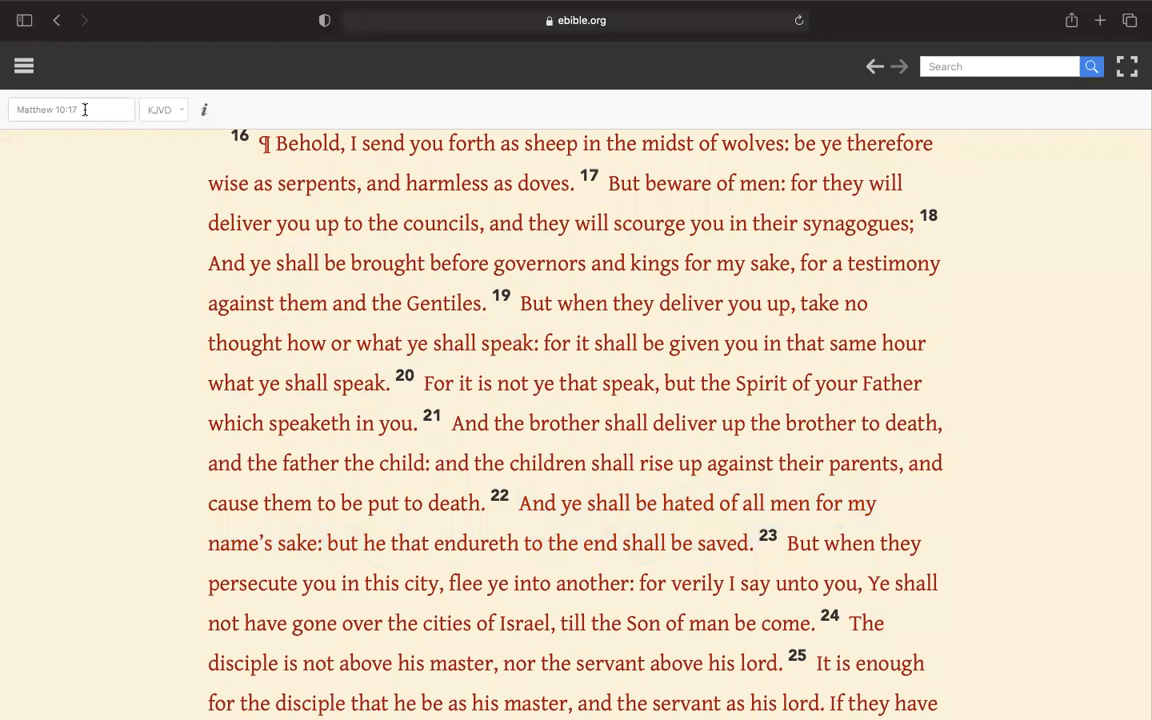 ebible.org
Search
Matthew 10:17 KJVD i
16 ¶ Behold, I send you forth as sheep in the midst of wolves: be ye therefore
wise as serpents, and harmless as doves. 17 But beware of men: for they will
deliver you up to the councils, and they will scourge you in their synagogues; 18
And ye shall be brought before governors and kings for my sake, for a testimony
against them and the Gentiles. 19 But when they deliver you up, take no
thought how or what ye shall speak: for it shall be given you in that same hour
what ye shall speak. 20 For it is not ye that speak, but the Spirit of your Father
which speaketh in you. 21 And the brother shall deliver up the brother to death,
and the father the child: and the children shall rise up against their parents, and
cause them to be put to death. 22 And ye shall be hated of all men for my
name’s sake: but he that endureth to the end shall be saved. 23 But when they
persecute you in this city, flee ye into another: for verily I say unto you, Ye shall
not have gone over the cities of Israel, till the Son of man be come. 24 The
disciple is not above his master, nor the servant above his lord. 25 It is enough
for the disciple that he be as his master, and the servant as his lord. If they have